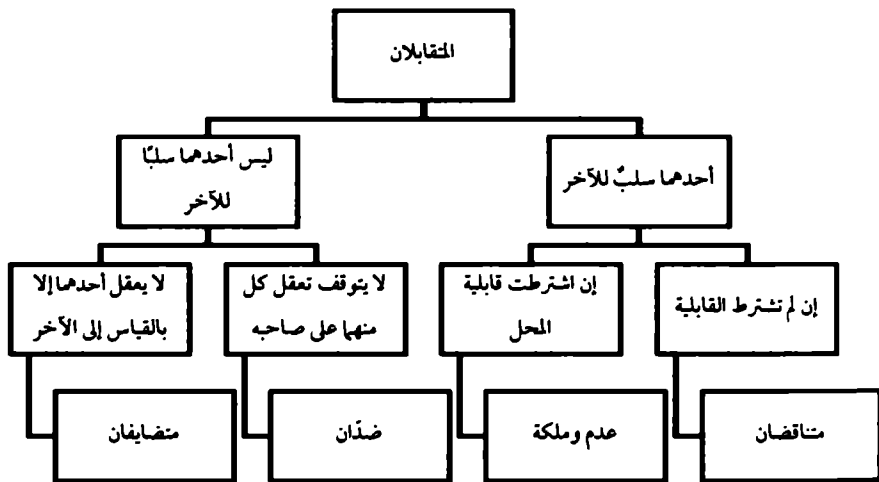 المتقابلان
أحدهما سلبٌ للآخر
ليس أحدهما سلبًا
للآخر
إن لم تشترط القابلية
إن اشترطت قابلية
المحل
لا يتوقف تعقل كل
منهما على صاحبه
لا يعقل أحدهما إلا
بالقياس إلى الآخر
متناقضان
عدم وملكة
ضدّان
متضايفان